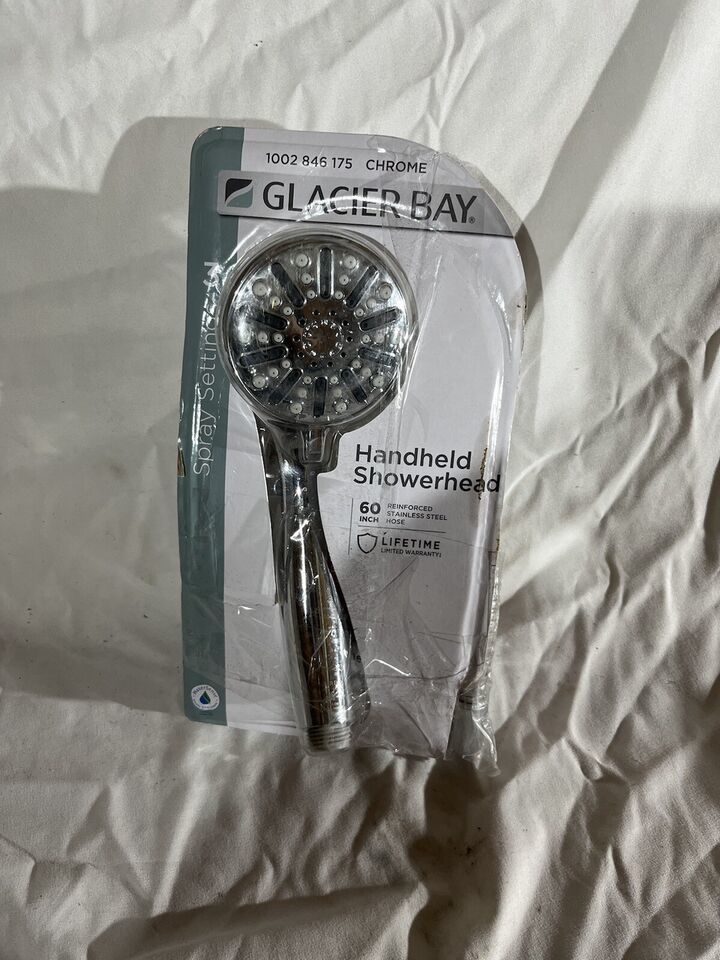 1002 846 175 CHROME
GLACIER BAY®
Spray Settings
Handheld
Showerhead
60 INCH
REINFORCED
STAINLESS STEEL
HOSE
LIFETIME
LIMITED WARRANTY